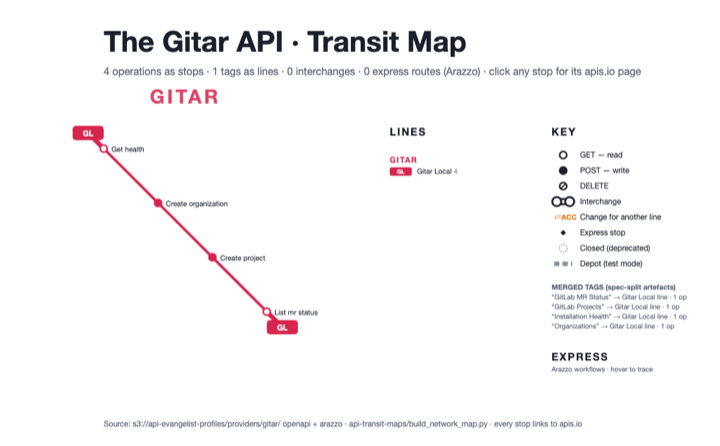 The Gitar API · Transit Map
4 operations as stops · 1 tags as lines · 0 interchanges · 0 express routes (Arazzo) · click any stop for its apis.io page
GITAR
GL
Get health
Create organization
Create project
List mr status
GL
LINES
GITAR
GL Gitar Local 4
KEY
GET — read
POST — write
DELETE
Interchange
⇄ACC Change for another line
Express stop
Closed (deprecated)
Depot (test mode)
MERGED TAGS (spec-split artefacts)
"GitLab MR Status" → Gitar Local line · 1 op
"GitLab Projects" → Gitar Local line · 1 op
"Installation Health" → Gitar Local line · 1 op
"Organizations" → Gitar Local line · 1 op
EXPRESS
Arazzo workflows · hover to trace
Source: s3://api-evangelist-profiles/providers/gitar/ openapi + arazzo · api-transit-maps/build_network_map.py · every stop links to apis.io